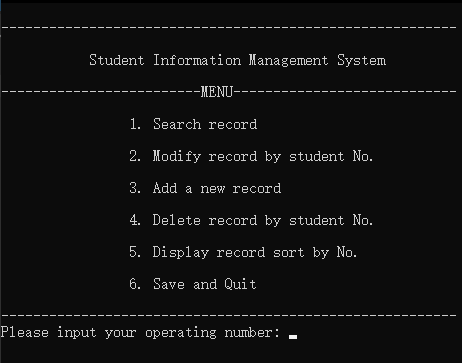 ---------------------------------------------------------
Student Information Management System
----------------------------MENU----------------------------
1. Search record
2. Modify record by student No.
3. Add a new record
4. Delete record by student No.
5. Display record sort by No.
6. Save and Quit
---------------------------------------------------------
Please input your operating number: